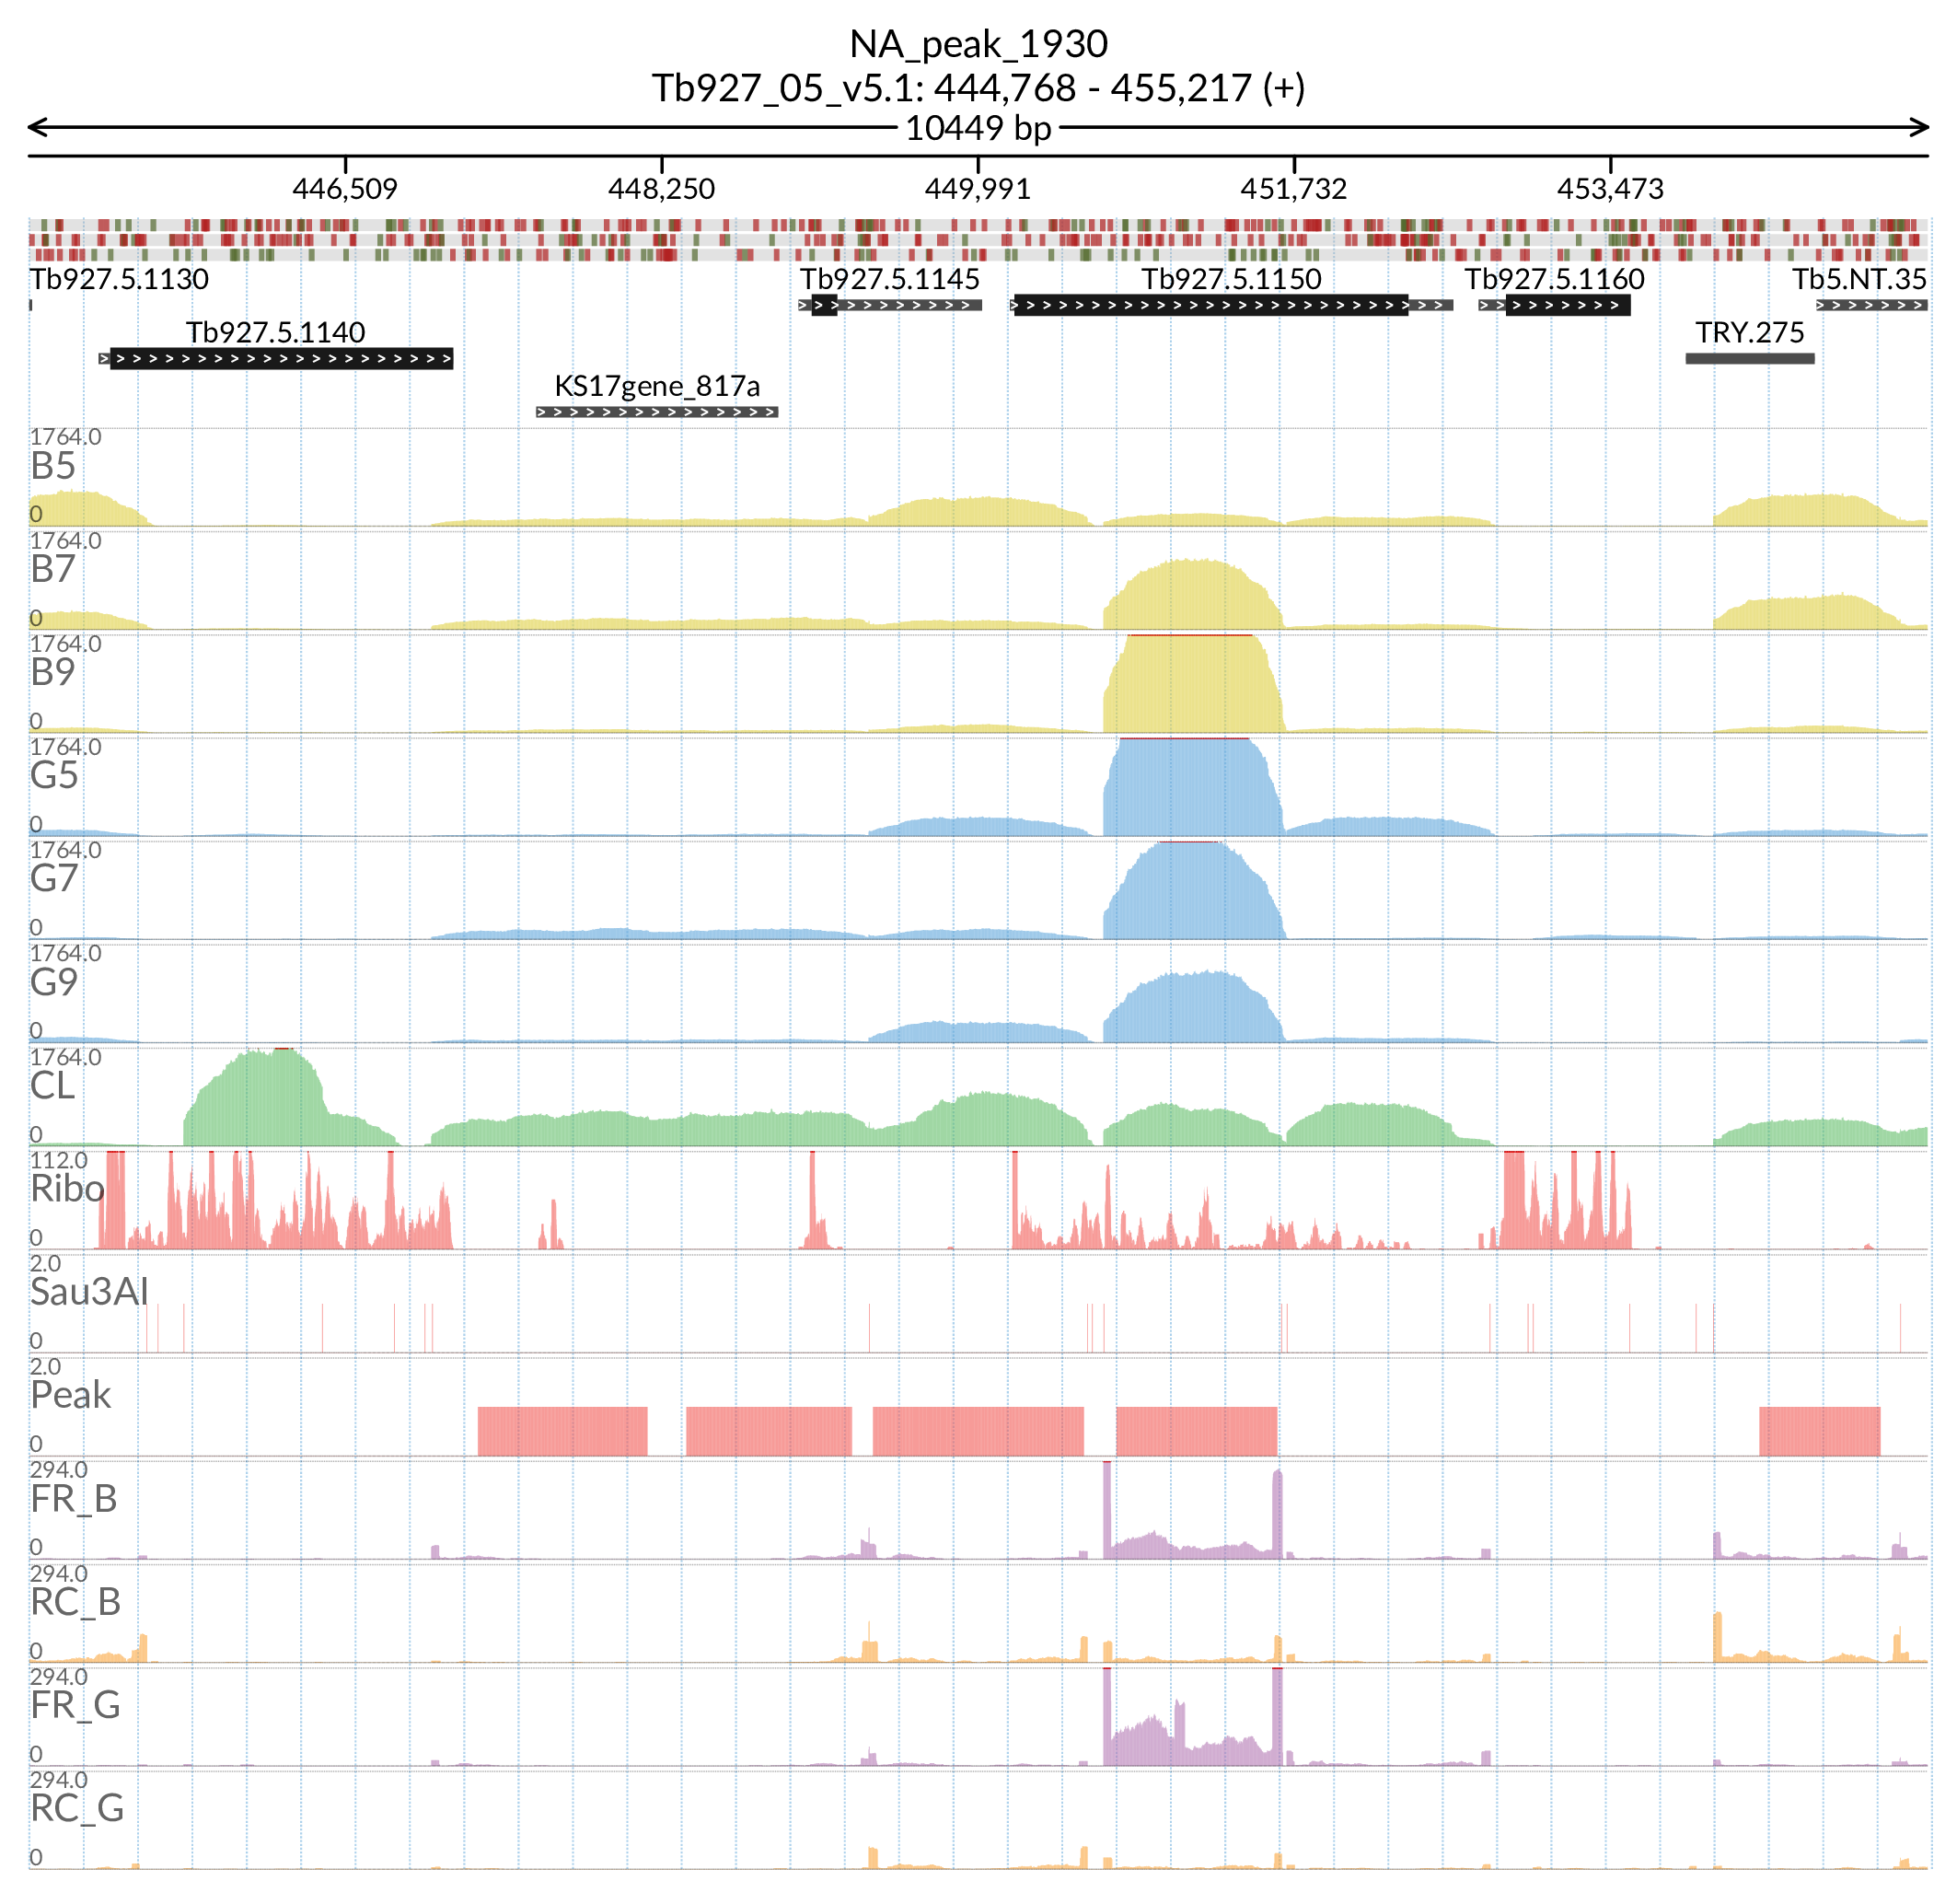 NA_peak_1930
Tb927_05_v5.1: 444,768 - 455,217 (+)
10449 bp
446,509 448,250 449,991 451,732 453,473
Tb927.5.1130 Tb927.5.1145 Tb927.5.1150 Tb927.5.1160 Tb5.NT.35
Tb927.5.1140 TRY.275
KS17gene_817a
1764.0
B5
0
1764.0
B7
0
1764.0
B9
0
1764.0
G5
0
1764.0
G7
0
1764.0
G9
0
1764.0
CL
0
112.0
Ribo
0
2.0
Sau3AI
0
2.0
Peak
0
294.0
FR_B
0
294.0
RC_B
0
294.0
FR_G
0
294.0
RC_G
0